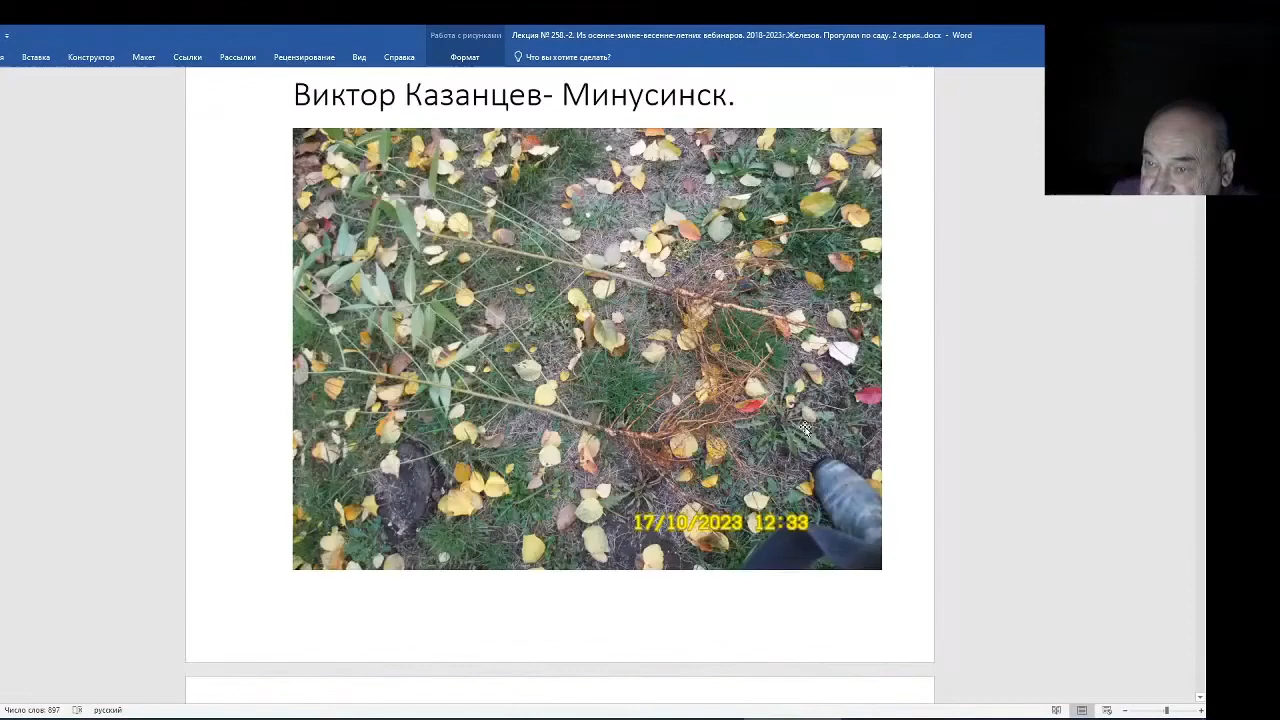 Работа с рисунками
Лекция № 258.-2. Из осенне-зимне-весенне-летних вебинаров. 2018-2023г.Железов. Прогулки по саду. 2 серия..docx - Word
Вставка Конструктор Макет Ссылки Рассылки Рецензирование Вид Справка Формат Что вы хотите сделать?
Виктор Казанцев- Минусинск.
17/10/2023 12:33
Число слов: 897 русский